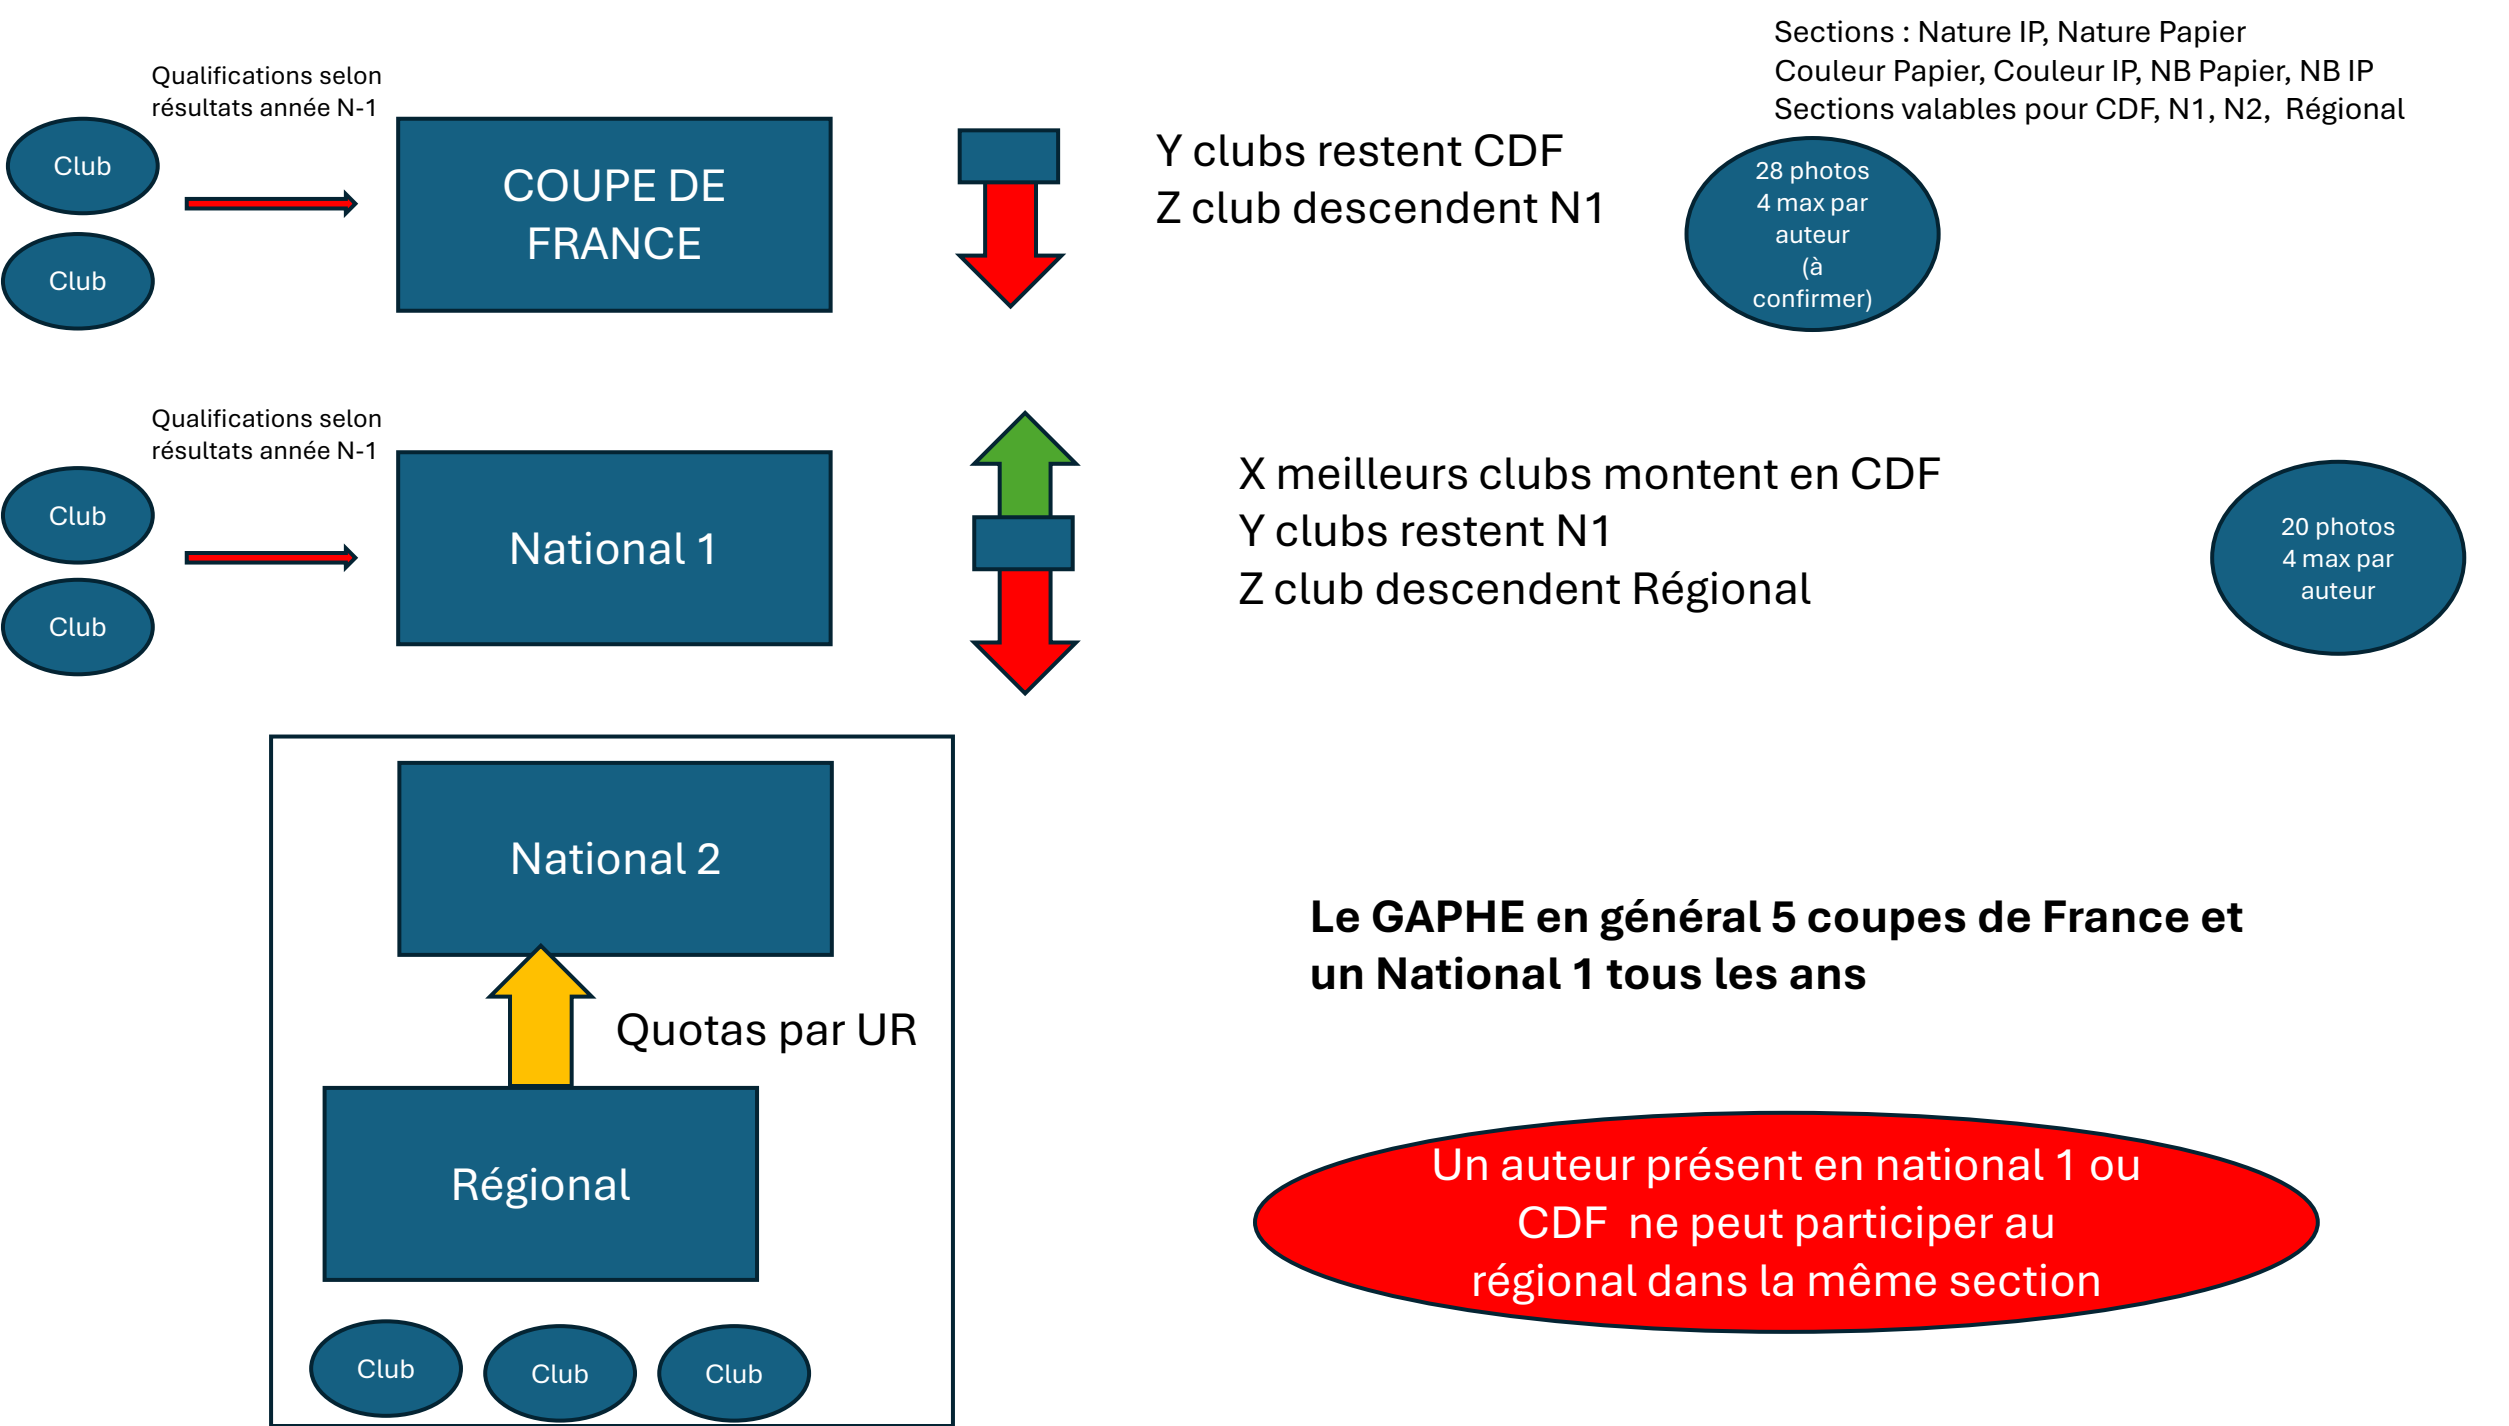 Sections : Nature IP, Nature Papier
Couleur Papier, Couleur IP, NB Papier, NB IP
Sections valables pour CDF, N1, N2,  Régional
Qualifications selon
résultats année N-1
Club
Club
COUPE DE
FRANCE
Y clubs restent CDF
Z club descendent N1
28 photos
4 max par
auteur
(à
confirmer)
Qualifications selon
résultats année N-1
Club
Club
National 1
X meilleurs clubs montent en CDF
Y clubs restent N1
Z club descendent Régional
20 photos
4 max par
auteur
National 2
Quotas par UR
Régional
Club
Club
Club
Le GAPHE en général 5 coupes de France et
un National 1 tous les ans
Un auteur présent en national 1 ou
CDF  ne peut participer au
régional dans la même section